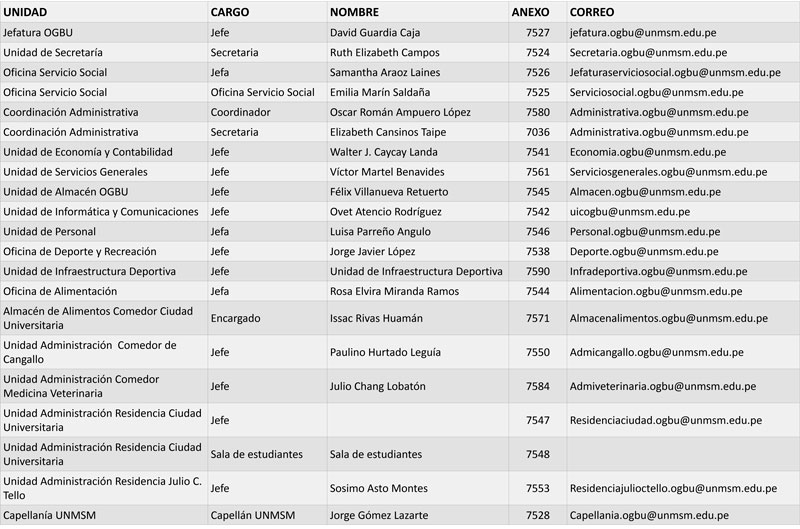 UNIDAD CARGO NOMBRE ANEXO CORREO
Jefatura OGBU Jefe David Guardia Caja 7527 jefatura.ogbu@unmsm.edu.pe
Unidad de Secretaría Secretaria Ruth Elizabeth Campos 7524 Secretaria.ogbu@unmsm.edu.pe
Oficina Servicio Social Jefa Samantha Araoz Laines 7526 Jefaturaserviciosocial.ogbu@unmsm.edu.pe
Oficina Servicio Social Oficina Servicio Social Emilia Marín Saldaña 7525 Serviciosocial.ogbu@unmsm.edu.pe
Coordinación Administrativa Coordinador Oscar Román Ampuero López 7580 Administrativa.ogbu@unmsm.edu.pe
Coordinación Administrativa Secretaria Elizabeth Cansinos Taipe 7036 Administrativa.ogbu@unmsm.edu.pe
Unidad de Economía y Contabilidad Jefe Walter J. Caycay Landa 7541 Economia.ogbu@unmsm.edu.pe
Unidad de Servicios Generales Jefe Víctor Martel Benavides 7561 Serviciosgenerales.ogbu@unmsm.edu.pe
Unidad de Almacén OGBU Jefe Félix Villanueva Retuerto 7545 Almacen.ogbu@unmsm.edu.pe
Unidad de Informática y Comunicaciones Jefe Ovet Atencio Rodríguez 7542 uicogbu@unmsm.edu.pe
Unidad de Personal Jefa Luisa Parreño Angulo 7546 Personal.ogbu@unmsm.edu.pe
Oficina de Deporte y Recreación Jefe Jorge Javier López 7538 Deporte.ogbu@unmsm.edu.pe
Unidad de Infraestructura Deportiva Jefe Unidad de Infraestructura Deportiva 7590 Infradeportiva.ogbu@unmsm.edu.pe
Oficina de Alimentación Jefa Rosa Elvira Miranda Ramos 7544 Alimentacion.ogbu@unmsm.edu.pe
Almacén de Alimentos Comedor Ciudad
Universitaria Encargado Issac Rivas Huamán 7571 Almacenalimentos.ogbu@unmsm.edu.pe
Unidad Administración Comedor de
Cangallo Jefe Paulino Hurtado Leguía 7550 Admicangallo.ogbu@unmsm.edu.pe
Unidad Administración Comedor
Medicina Veterinaria Jefe Julio Chang Lobatón 7584 Admiveterinaria.ogbu@unmsm.edu.pe
Unidad Administración Residencia Ciudad
Universitaria Jefe 7547 Residenciaciudad.ogbu@unmsm.edu.pe
Unidad Administración Residencia Ciudad
Universitaria Sala de estudiantes Sala de estudiantes 7548
Unidad Administración Residencia Julio C.
Tello Jefe Sosimo Asto Montes 7553 Residenciajulioctello.ogbu@unmsm.edu.pe
Capellanía UNMSM Capellán UNMSM Jorge Gómez Lazarte 7528 Capellania.ogbu@unmsm.edu.pe